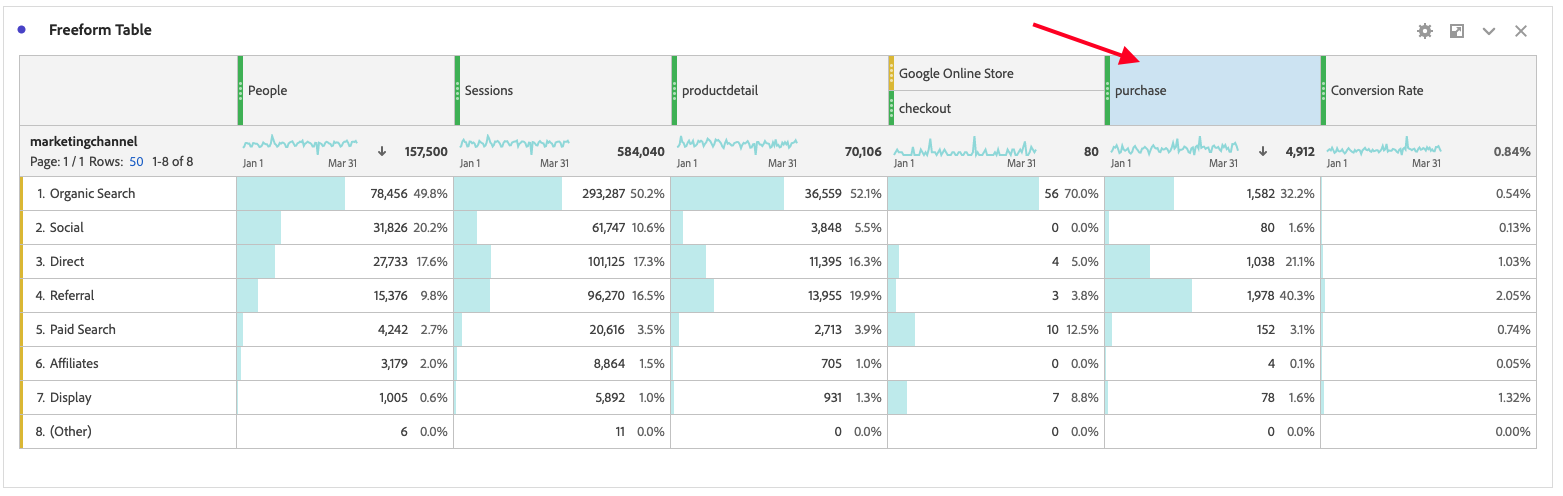 Freeform Table
People Sessions productdetail Google Online Store checkout purchase Conversion Rate
marketingchannel
Page: 1 / 1 Rows: 50 1-8 of 8
Jan 1 Mar 31 ↓ 157,500 Jan 1 Mar 31 584,040 Jan 1 Mar 31 70,106 Jan 1 Mar 31 80 Jan 1 Mar 31 ↓ 4,912 Jan 1 Mar 31 0.84%
1. Organic Search 78,456 49.8% 293,287 50.2% 36,559 52.1% 56 70.0% 1,582 32.2% 0.54%
2. Social 31,826 20.2% 61,747 10.6% 3,848 5.5% 0 0.0% 80 1.6% 0.13%
3. Direct 27,733 17.6% 101,125 17.3% 11,395 16.3% 4 5.0% 1,038 21.1% 1.03%
4. Referral 15,376 9.8% 96,270 16.5% 13,955 19.9% 3 3.8% 1,978 40.3% 2.05%
5. Paid Search 4,242 2.7% 20,616 3.5% 2,713 3.9% 10 12.5% 152 3.1% 0.74%
6. Affiliates 3,179 2.0% 8,864 1.5% 705 1.0% 0 0.0% 4 0.1% 0.05%
7. Display 1,005 0.6% 5,892 1.0% 931 1.3% 7 8.8% 78 1.6% 1.32%
8. (Other) 6 0.0% 11 0.0% 0 0.0% 0 0.0% 0 0.0% 0.00%